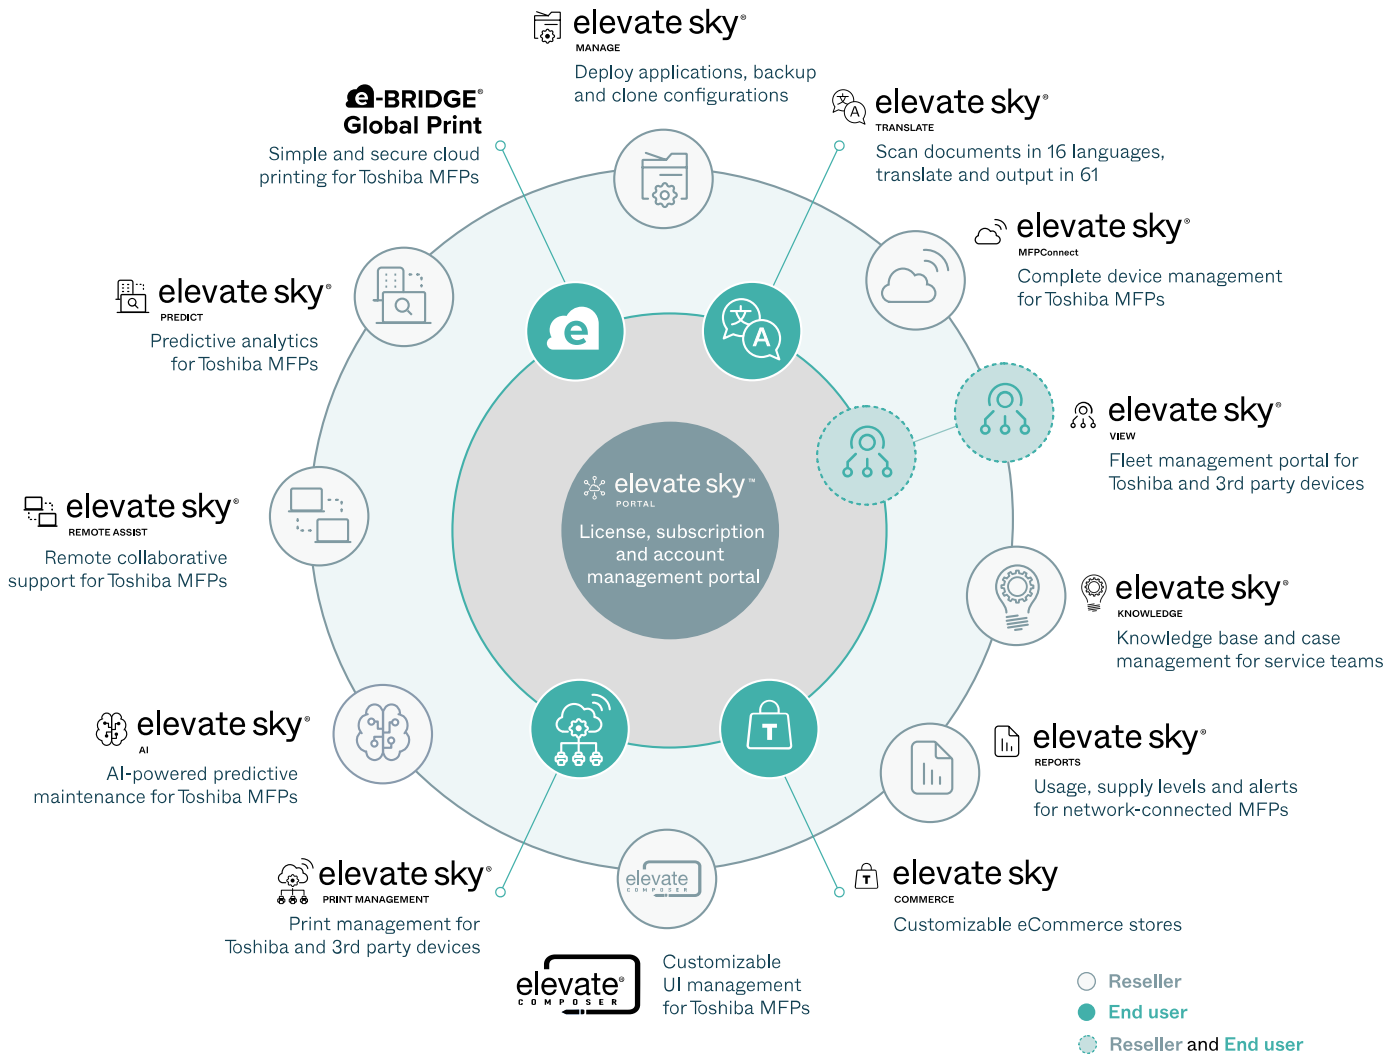 elevate sky®
MANAGE
Deploy applications, backup
and clone configurations
e-BRIDGE®
Global Print
Simple and secure cloud
printing for Toshiba MFPs
文
A
elevate sky®
TRANSLATE
Scan documents in 16 languages,
translate and output in 61
elevate sky®
MFPConnect
Complete device management
for Toshiba MFPs
elevate sky®
PREDICT
Predictive analytics
for Toshiba MFPs
e
文
A
elevate sky®
VIEW
Fleet management portal for
Toshiba and 3rd party devices
elevate sky™
PORTAL
License, subscription
and account
management portal
elevate sky®
REMOTE ASSIST
Remote collaborative
support for Toshiba MFPs
elevate sky®
KNOWLEDGE
Knowledge base and case
management for service teams
elevate sky®
AI
AI-powered predictive
maintenance for Toshiba MFPs
T
elevate sky®
REPORTS
Usage, supply levels and alerts
for network-connected MFPs
elevate sky®
PRINT MANAGEMENT
Print management for
Toshiba and 3rd party devices
elevate
COMPOSER
T
elevate sky
COMMERCE
Customizable eCommerce stores
elevate®
COMPOSER
Customizable
UI management
for Toshiba MFPs
Reseller
End user
Reseller and End user